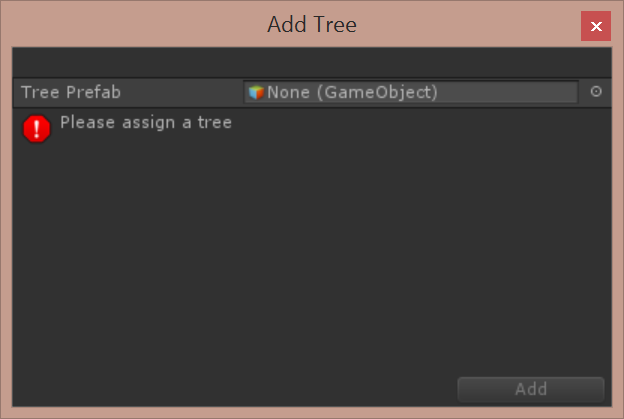 Add Tree
Tree Prefab None (GameObject)
Please assign a tree
Add